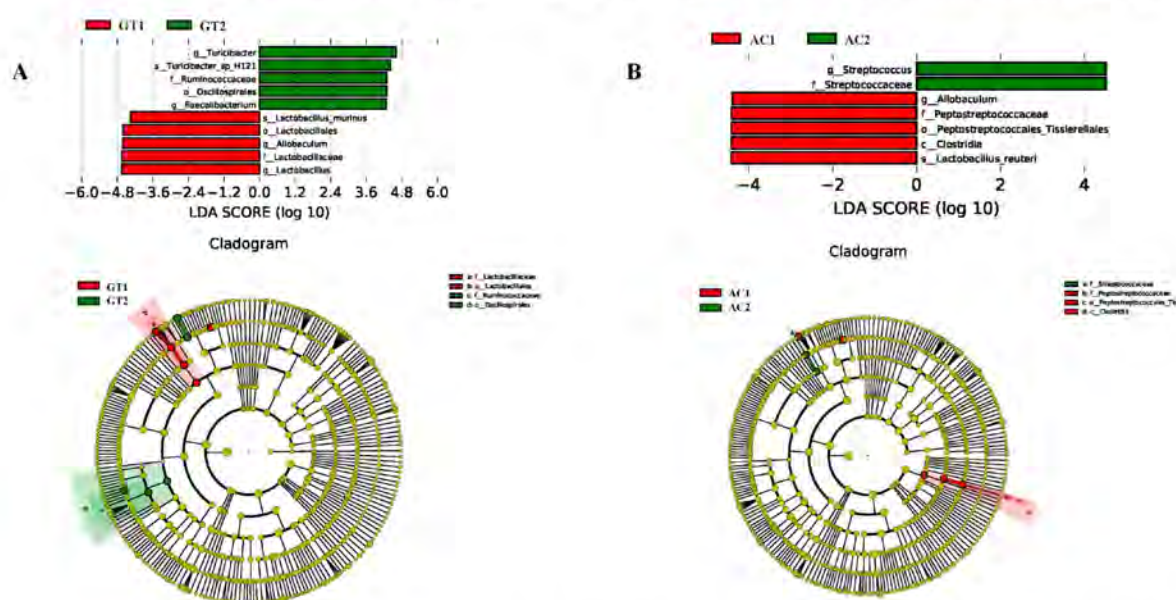 GT1 GT2
A
g__Turicibacter
s__Turicibacter_sp_H121
f__Ruminococcaceae
o__Oscillospirales
g__Faecalibacterium
s__Lactobacillus_murinus
o__Lactobacillales
g__Allobaculum
f__Lactobacillaceae
g__Lactobacillus
−6.0 −4.8 −3.6 −2.4 −1.2 0.0 1.2 2.4 3.6 4.8 6.0
LDA SCORE (log 10)
Cladogram
GT1
GT2
a: f__Lactobacillaceae
b: o__Lactobacillales
c: f__Ruminococcaceae
d: o__Oscillospirales
AC1 AC2
B
g__Streptococcus
f__Streptococcaceae
g__Allobaculum
f__Peptostreptococcaceae
o__Peptostreptococcales_Tissierellales
c__Clostridia
s__Lactobacillus_reuteri
−4 −2 0 2 4
LDA SCORE (log 10)
Cladogram
AC1
AC2
a: f__Streptococcaceae
b: f__Peptostreptococcaceae
c: o__Peptostreptococcales_Tis
d: c__Clostridia